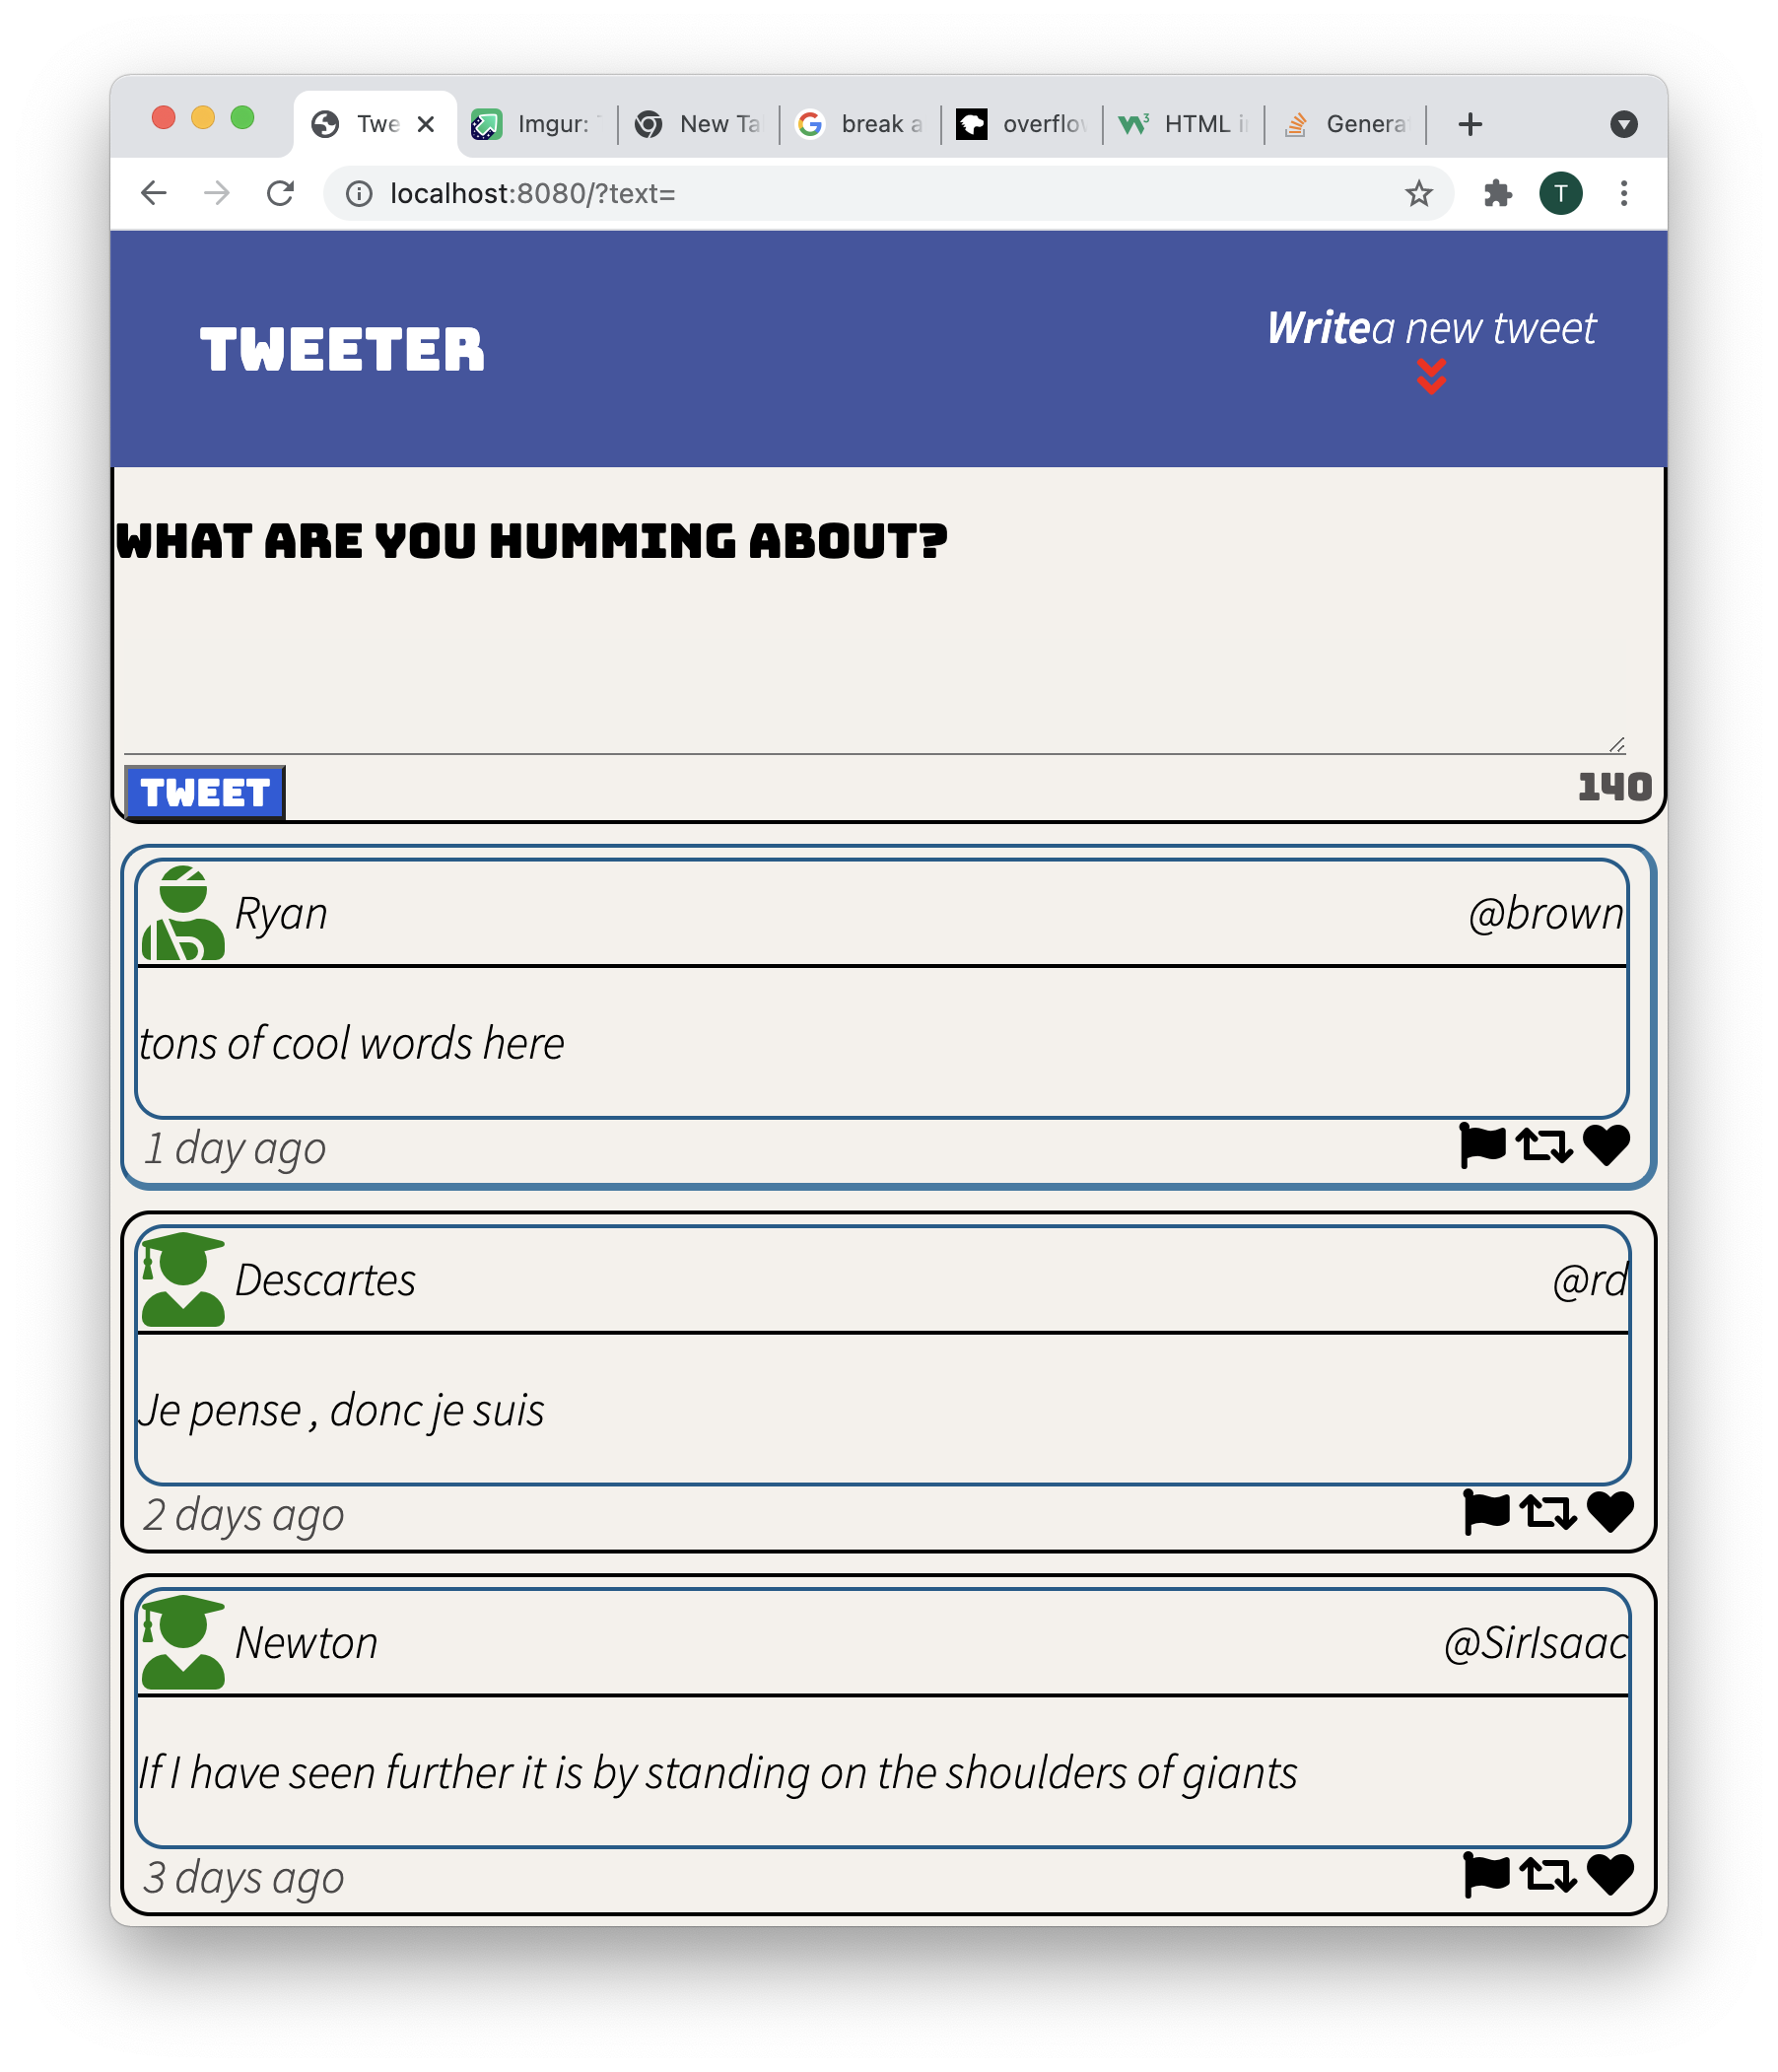 Twe Imgur: New Ta break a overflo HTML i Genera
localhost:8080/?text=
T
TWEETER
Writea new tweet
WHAT ARE YOU HUMMING ABOUT?
TWEET 140
Ryan @brown
tons of cool words here
1 day ago
Descartes @rd
Je pense , donc je suis
2 days ago
Newton @SirIsaac
If I have seen further it is by standing on the shoulders of giants
3 days ago